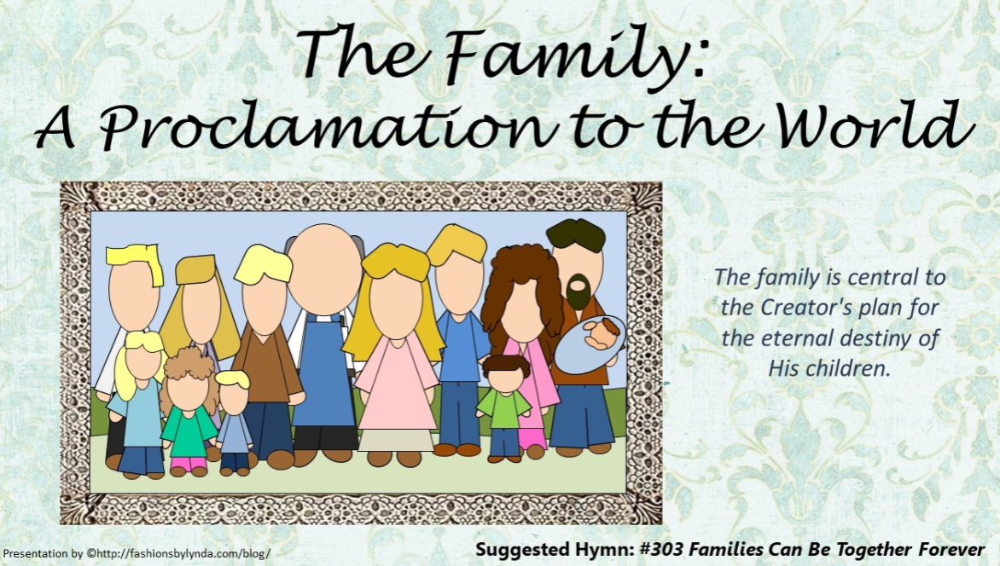 The Family:
A Proclamation to the World
The family is central to
the Creator's plan for
the eternal destiny of
His children.
Presentation by ©http://fashionsbylynda.com/blog/
Suggested Hymn: #303 Families Can Be Together Forever